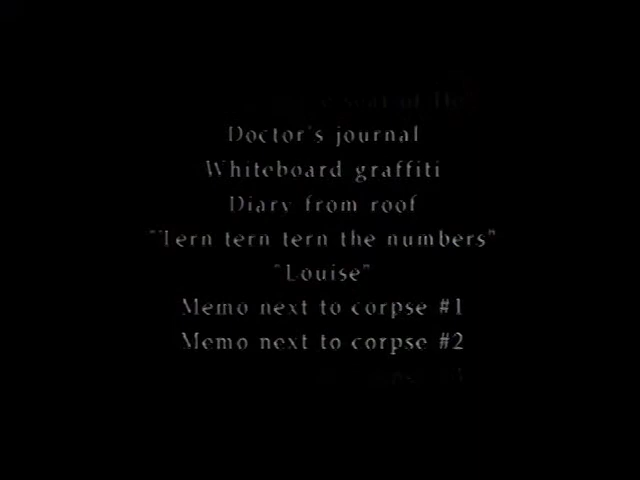 Doctor's journal
Whiteboard graffiti
Diary from roof
"Tern tern tern the numbers"
"Louise"
Memo next to corpse #1
Memo next to corpse #2